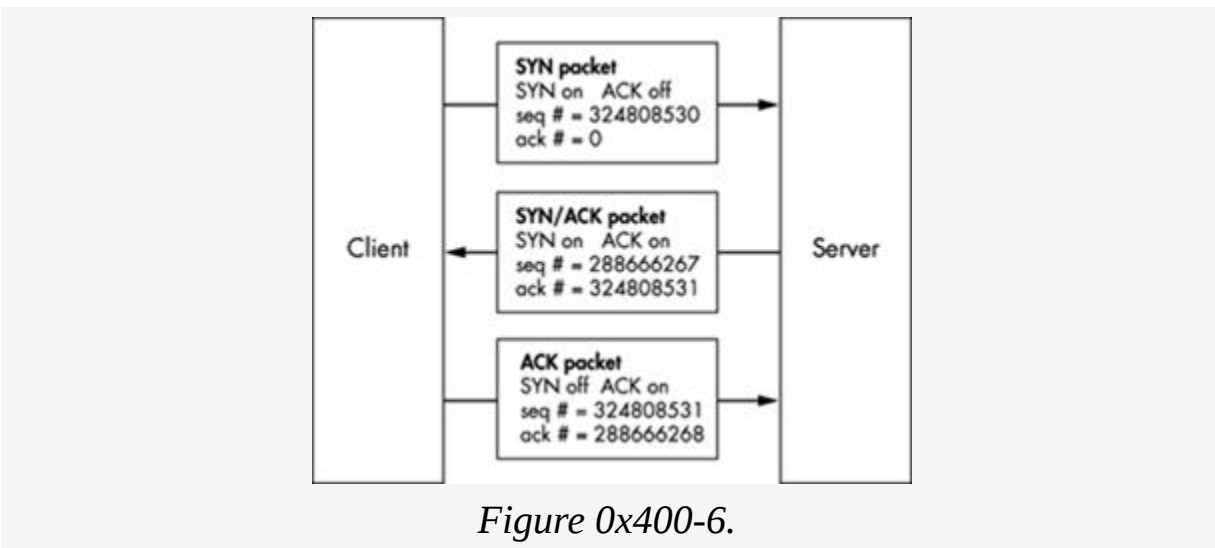 SYN packet
SYN on ACK off
seq # = 324808530
ack # = 0
Client
SYN/ACK packet
SYN on ACK on
seq # = 288666267
ack # = 324808531
Server
ACK packet
SYN off ACK on
seq # = 324808531
ack # = 288666268
Figure 0x400-6.